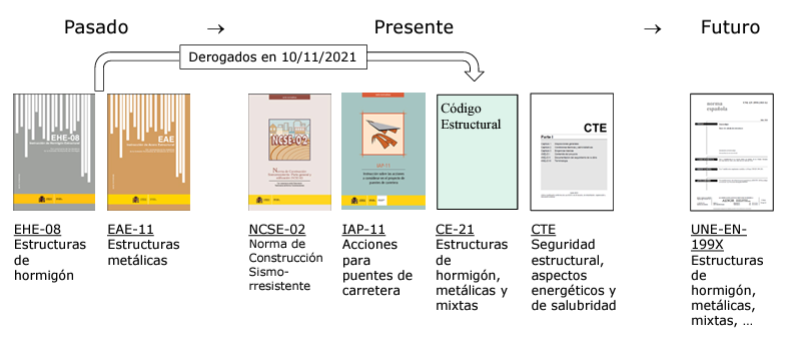 Pasado → Presente → Futuro
Derogados en 10/11/2021
EHE-08
EAE
NCSE-02
IAP-11
Código
Estructural
CTE
Parte I
norma
española
EHE-08
Estructuras
de
hormigón
EAE-11
Estructuras
metálicas
NCSE-02
Norma de
Construcción
Sismo-
rresistente
IAP-11
Acciones
para
puentes de
carretera
CE-21
Estructuras
de
hormigón,
metálicas y
mixtas
CTE
Seguridad
estructural,
aspectos
energéticos y
de salubridad
UNE-EN-
199X
Estructuras
de
hormigón,
metálicas,
mixtas, …